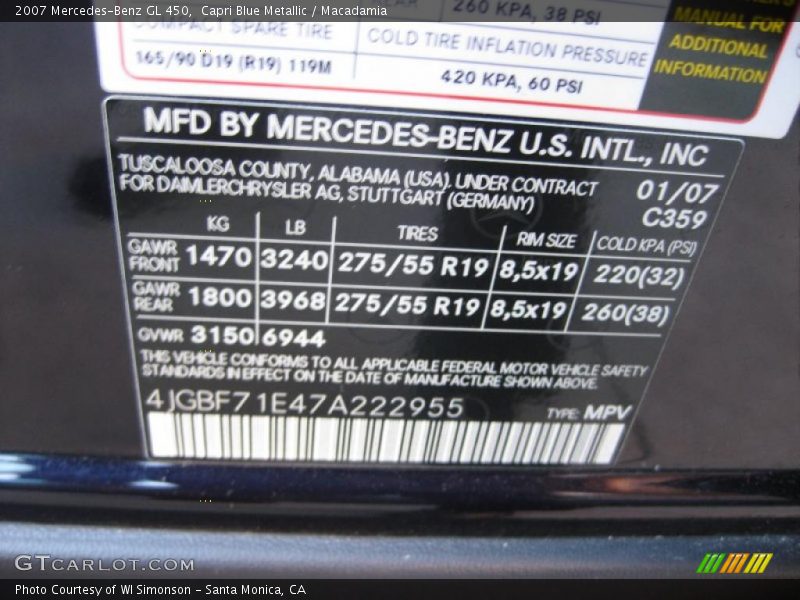 2007 Mercedes-Benz GL 450, Capri Blue Metallic / Macadamia
260 KPA, 38 PSI
COMPACT SPARE TIRE
COLD TIRE INFLATION PRESSURE
165/90 D19 (R19) 119M
420 KPA, 60 PSI
MANUAL FOR
ADDITIONAL
INFORMATION
MFD BY MERCEDES-BENZ U.S. INTL., INC
TUSCALOOSA COUNTY, ALABAMA (USA). UNDER CONTRACT
FOR DAIMLERCHRYSLER AG, STUTTGART (GERMANY)
01/07
C359
KG LB TIRES RIM SIZE COLD KPA (PSI)
GAWR FRONT 1470 3240 275/55 R19 8,5x19 220(32)
GAWR REAR 1800 3968 275/55 R19 8,5x19 260(38)
GVWR 3150 6944
THIS VEHICLE CONFORMS TO ALL APPLICABLE FEDERAL MOTOR VEHICLE SAFETY
STANDARDS IN EFFECT ON THE DATE OF MANUFACTURE SHOWN ABOVE.
4JGBF71E47A222955
TYPE: MPV
GTCARLOT.COM
Photo Courtesy of WI Simonson - Santa Monica, CA